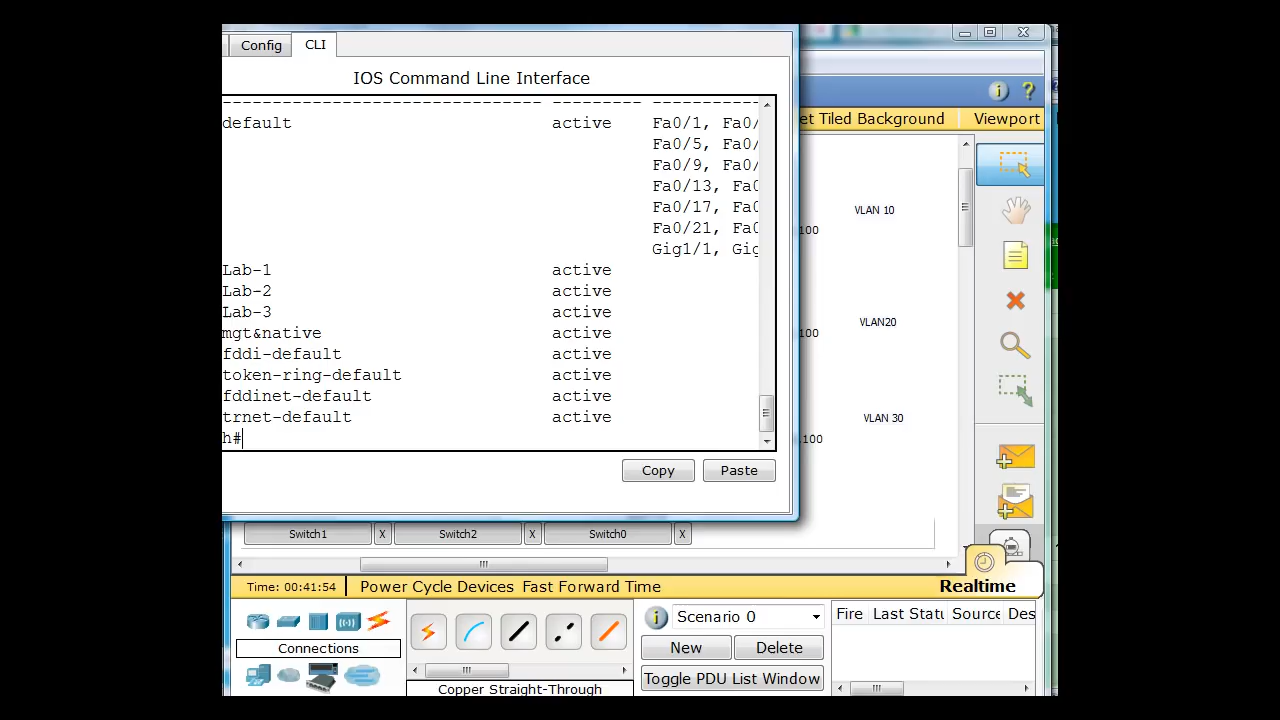 Config CLI
IOS Command Line Interface
-------------------------------- --------- -----------
default active Fa0/1, Fa0/
Fa0/5, Fa0/
Fa0/9, Fa0/
Fa0/13, Fa0
Fa0/17, Fa0
Fa0/21, Fa0
Gig1/1, Gig
Lab-1 active
Lab-2 active
Lab-3 active
mgt&native active
fddi-default active
token-ring-default active
fddinet-default active
trnet-default active
h#
Copy Paste
et Tiled Background Viewport
VLAN 10
100
VLAN20
100
VLAN 30
.100
Switch1 X Switch2 X Switch0 X
Time: 00:41:54 Power Cycle Devices Fast Forward Time Realtime
Connections
Copper Straight-Through
Scenario 0
New Delete
Toggle PDU List Window
Fire Last Statu Source Des